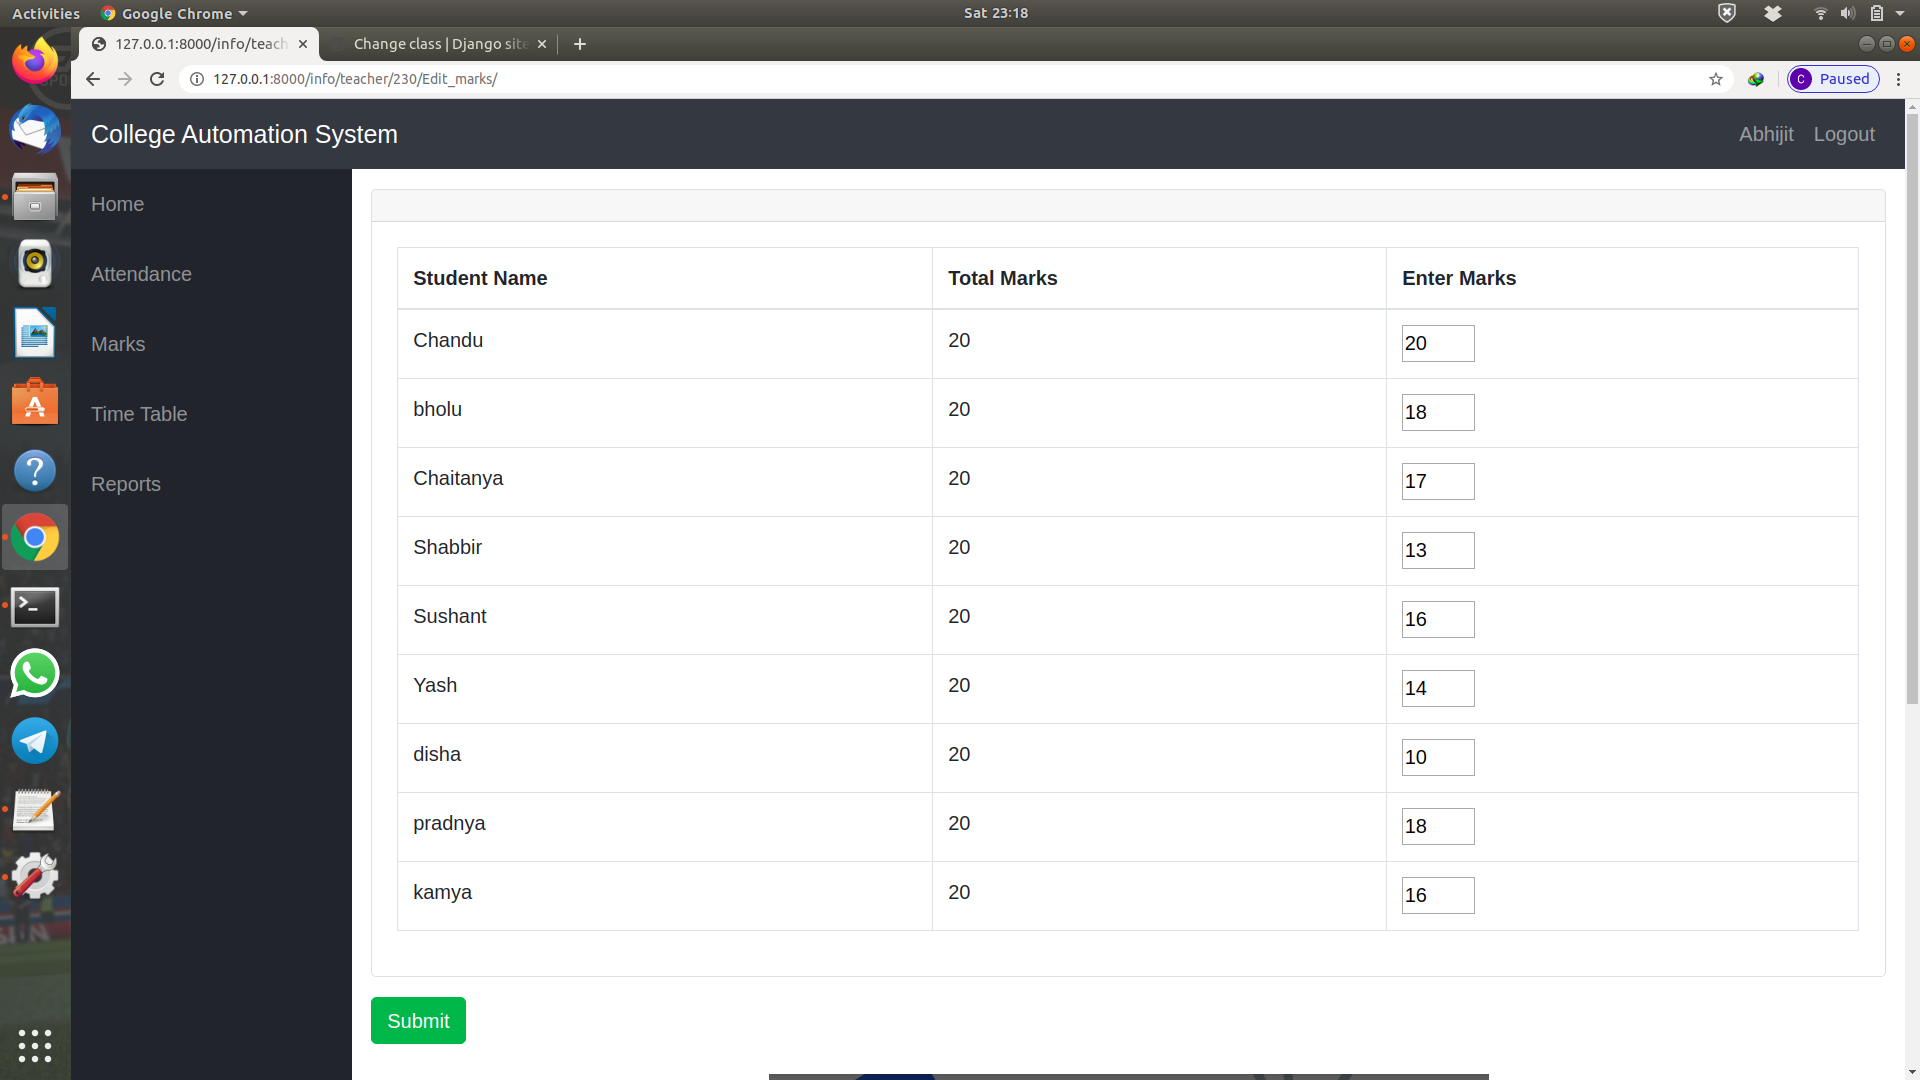 Activities Google Chrome Sat 23:18
127.0.0.1:8000/info/teach Change class | Django site
127.0.0.1:8000/info/teacher/230/Edit_marks/ C Paused
College Automation System Abhijit Logout
Home
Attendance
Marks
Time Table
Reports
Student Name Total Marks Enter Marks
Chandu 20 20
bholu 20 18
Chaitanya 20 17
Shabbir 20 13
Sushant 20 16
Yash 20 14
disha 20 10
pradnya 20 18
kamya 20 16
Submit